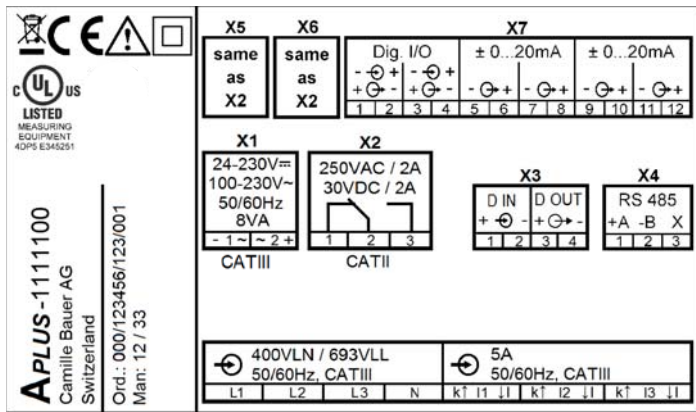 CE
c UL US
LISTED
MEASURING
EQUIPMENT
4DP5 E345251
APLUS-1111100
Camille Bauer AG
Switzerland
Ord.: 000/123456/123/001
Man: 12 / 33
X5 X6 X7
same
as
X2
same
as
X2
Dig. I/O ± 0...20mA ± 0...20mA
- + - +
+ - + - - + - + - + - +
1 2 3 4 5 6 7 8 9 10 11 12
X1
24-230V⎓
100-230V~
50/60Hz
8VA
- 1 ~ ~ 2 +
CATIII
X2
250VAC / 2A
30VDC / 2A
1 2 3
CATII
X3
D IN D OUT
+ - + -
1 2 3 4
X4
RS 485
+A -B X
1 2 3
400VLN / 693VLL
50/60Hz, CATIII
L1 L2 L3 N
5A
50/60Hz, CATIII
k↑ I1 ↓l k↑ I2 ↓l k↑ I3 ↓l